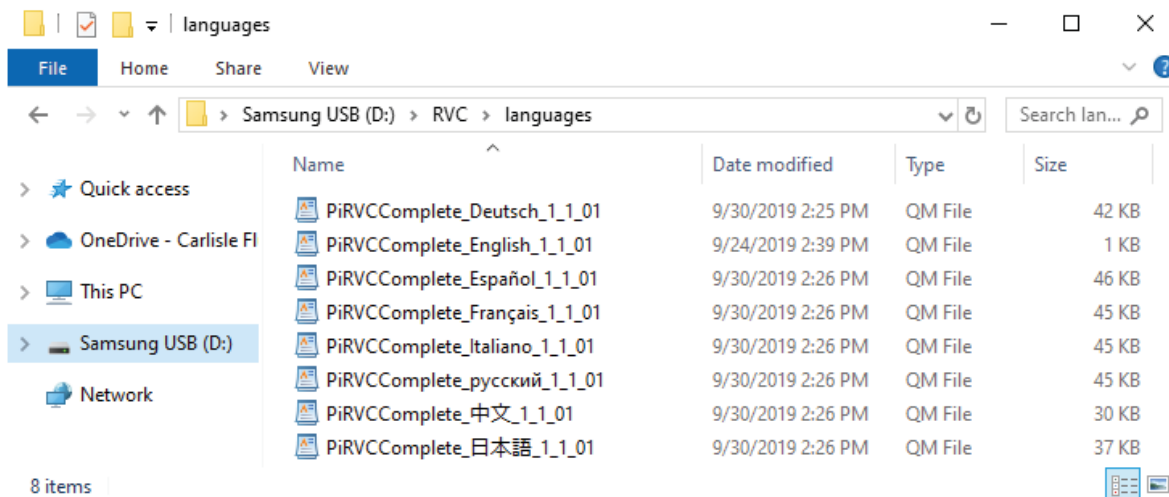 languages
File Home Share View
Samsung USB (D:) > RVC > languages Search lan...
Name Date modified Type Size
Quick access
OneDrive - Carlisle Fl
This PC
Samsung USB (D:)
Network
PiRVCComplete_Deutsch_1_1_01 9/30/2019 2:25 PM QM File 42 KB
PiRVCComplete_English_1_1_01 9/24/2019 2:39 PM QM File 1 KB
PiRVCComplete_Español_1_1_01 9/30/2019 2:26 PM QM File 46 KB
PiRVCComplete_Français_1_1_01 9/30/2019 2:26 PM QM File 45 KB
PiRVCComplete_Italiano_1_1_01 9/30/2019 2:26 PM QM File 45 KB
PiRVCComplete_русский_1_1_01 9/30/2019 2:26 PM QM File 45 KB
PiRVCComplete_中文_1_1_01 9/30/2019 2:26 PM QM File 30 KB
PiRVCComplete_日本語_1_1_01 9/30/2019 2:26 PM QM File 37 KB
8 items